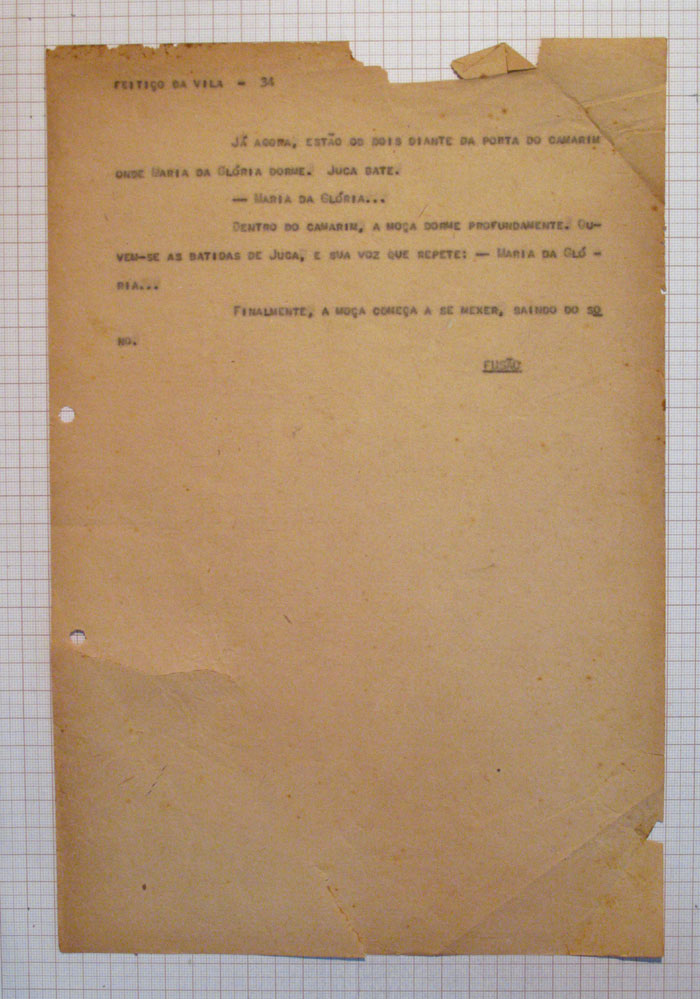 FEITIÇO DA VILA - 34
JÁ AGORA, ESTÃO OS DOIS DIANTE DA PORTA DO CAMARIM
ONDE MARIA DA GLÓRIA DORME. JUCA BATE.
— MARIA DA GLÓRIA...
DENTRO DO CAMARIM, A MOÇA DORME PROFUNDAMENTE. OU-
VEM-SE AS BATIDAS DE JUCA, E SUA VOZ QUE REPETE: — MARIA DA GLÓ -
RIA...
FINALMENTE, A MOÇA COMEÇA A SE MEXER, SAINDO DO SO
NO.
FUSÃO